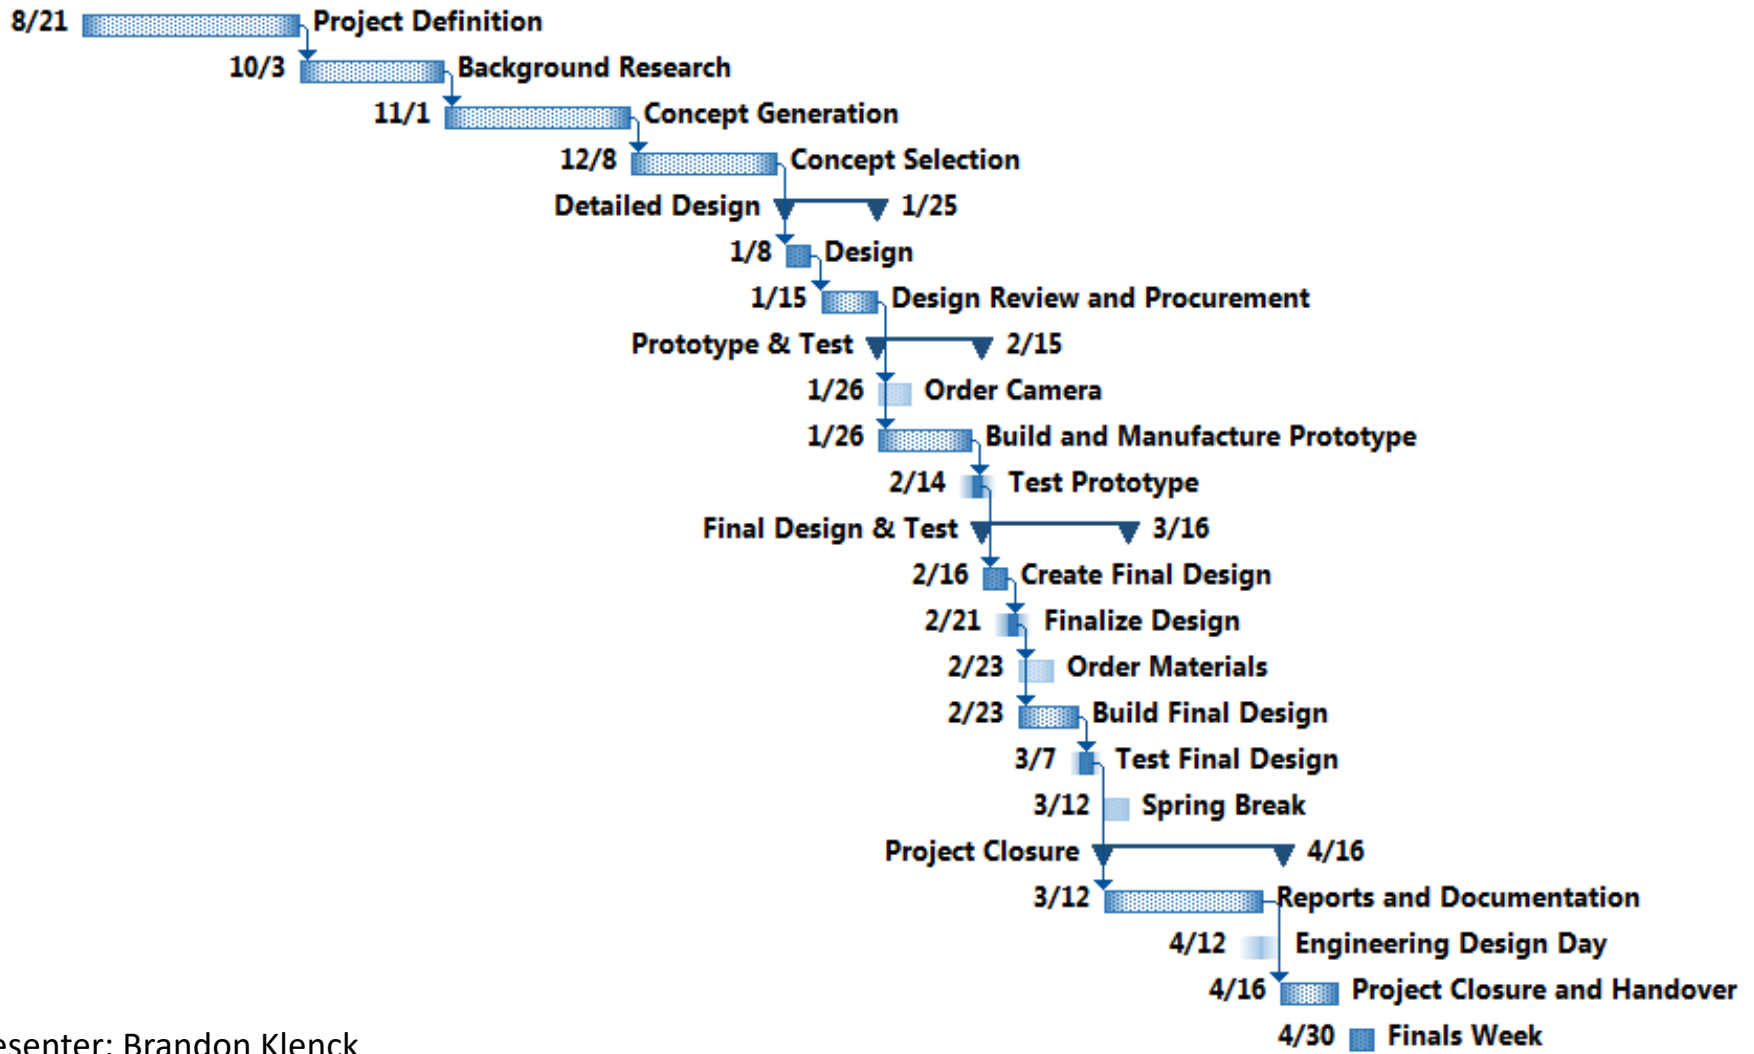 8/21 Project Definition
10/3 Background Research
11/1 Concept Generation
12/8 Concept Selection
Detailed Design 1/25
1/8 Design
1/15 Design Review and Procurement
Prototype & Test 2/15
1/26 Order Camera
1/26 Build and Manufacture Prototype
2/14 Test Prototype
Final Design & Test 3/16
2/16 Create Final Design
2/21 Finalize Design
2/23 Order Materials
2/23 Build Final Design
3/7 Test Final Design
3/12 Spring Break
Project Closure 4/16
3/12 Reports and Documentation
4/12 Engineering Design Day
4/16 Project Closure and Handover
4/30 Finals Week
esenter: Brandon Klenck